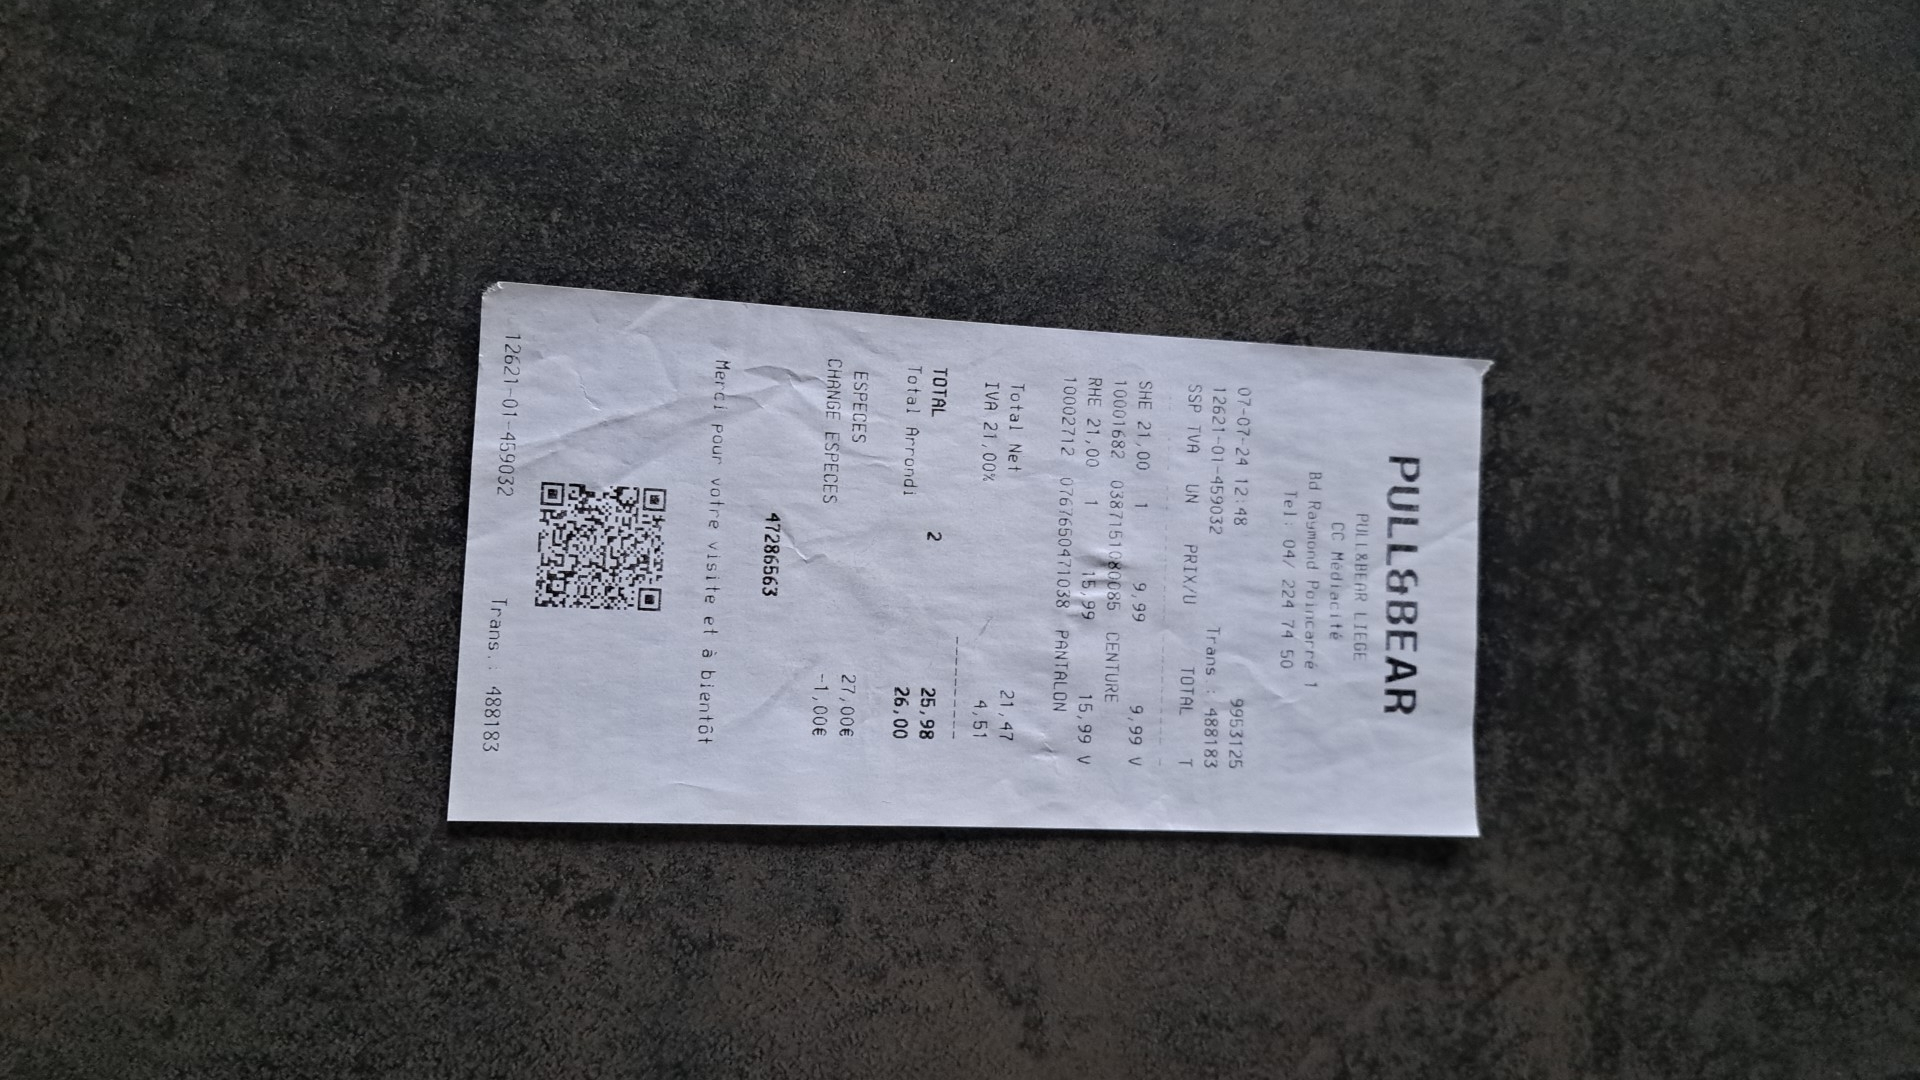 PULL&BEAR
PULL&BEAR LIEGE
CC Médiacité
Bd Raymond Poincarré 1
Tel: 04/ 224 74 50
07-07-24 12:48 9953125
12621-01-459032 Trans : 488183
SSP TVA UN PRIX/U TOTAL T
SHE 21,00 1 9,99 9,99 V
10001682 0387151080085 CENTURE
RHE 21,00 1 15,99 15,99 V
10002712 0767650471038 PANTALON
Total Net 21,47
IVA 21,00% 4,51
TOTAL 2 25,98
Total Arrondi 26,00
ESPECES 27,00€
CHANGE ESPECES -1,00€
47286563
Merci pour votre visite et à bientôt
12621-01-459032 Trans.: 488183